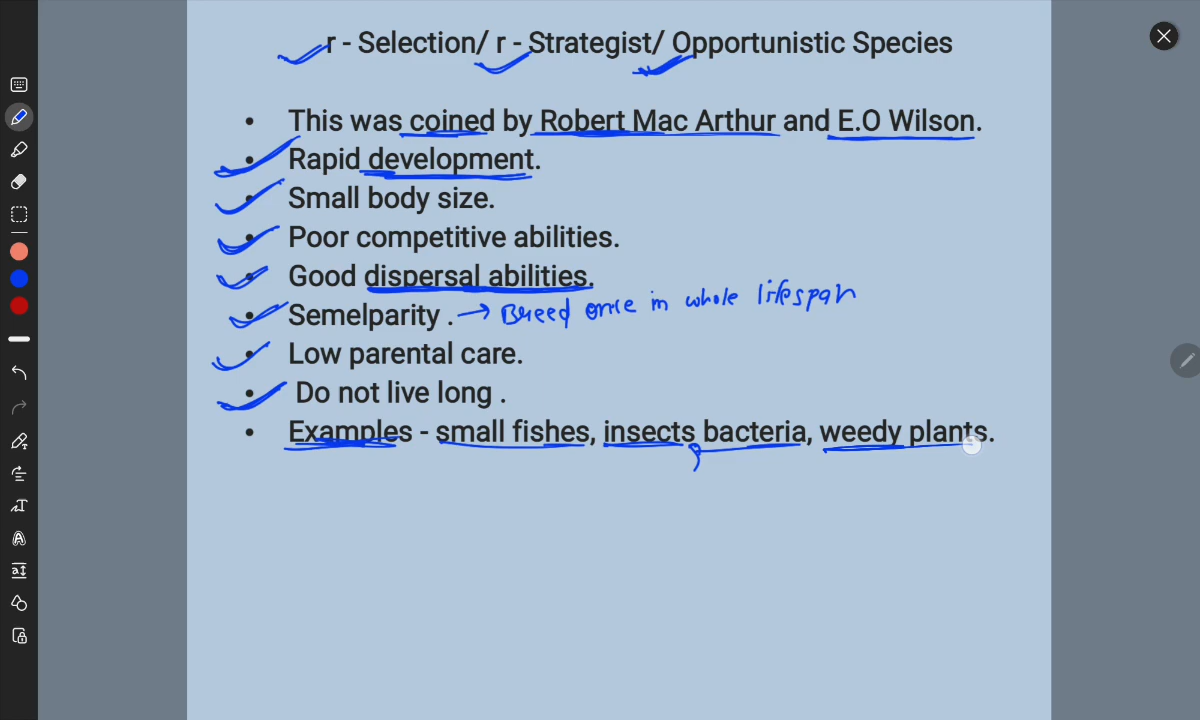 r - Selection/ r - Strategist/ Opportunistic Species
• This was coined by Robert Mac Arthur and E.O Wilson.
• Rapid development.
• Small body size.
• Poor competitive abilities.
• Good dispersal abilities.
• Semelparity . → Breed once in whole lifespan
• Low parental care.
• Do not live long .
• Examples - small fishes, insects, bacteria, weedy plants.